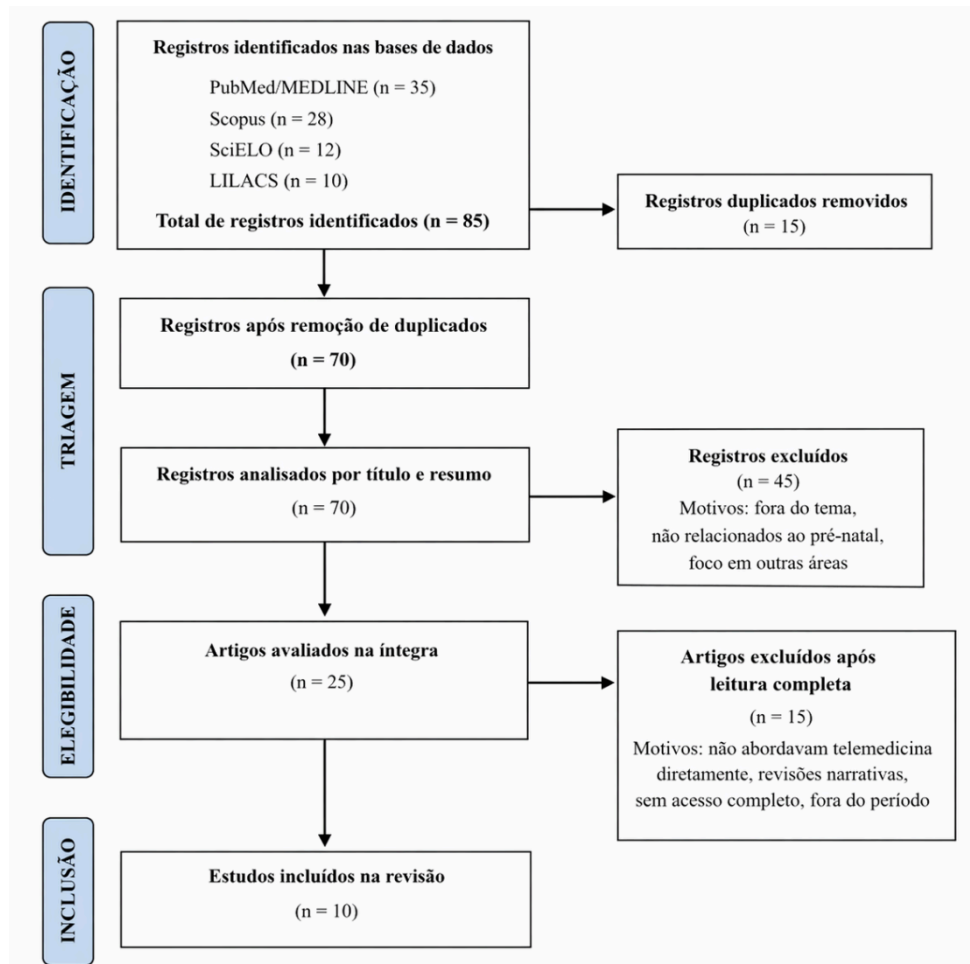 IDENTIFICAÇÃO
Registros identificados nas bases de dados
PubMed/MEDLINE (n = 35)
Scopus (n = 28)
SciELO (n = 12)
LILACS (n = 10)
Total de registros identificados (n = 85)
Registros duplicados removidos
(n = 15)
TRIAGEM
Registros após remoção de duplicados
(n = 70)
Registros analisados por título e resumo
(n = 70)
Registros excluídos
(n = 45)
Motivos: fora do tema,
não relacionados ao pré-natal,
foco em outras áreas
ELEGIBILIDADE
Artigos avaliados na íntegra
(n = 25)
Artigos excluídos após
leitura completa
(n = 15)
Motivos: não abordavam telemedicina
diretamente, revisões narrativas,
sem acesso completo, fora do período
INCLUSÃO
Estudos incluídos na revisão
(n = 10)